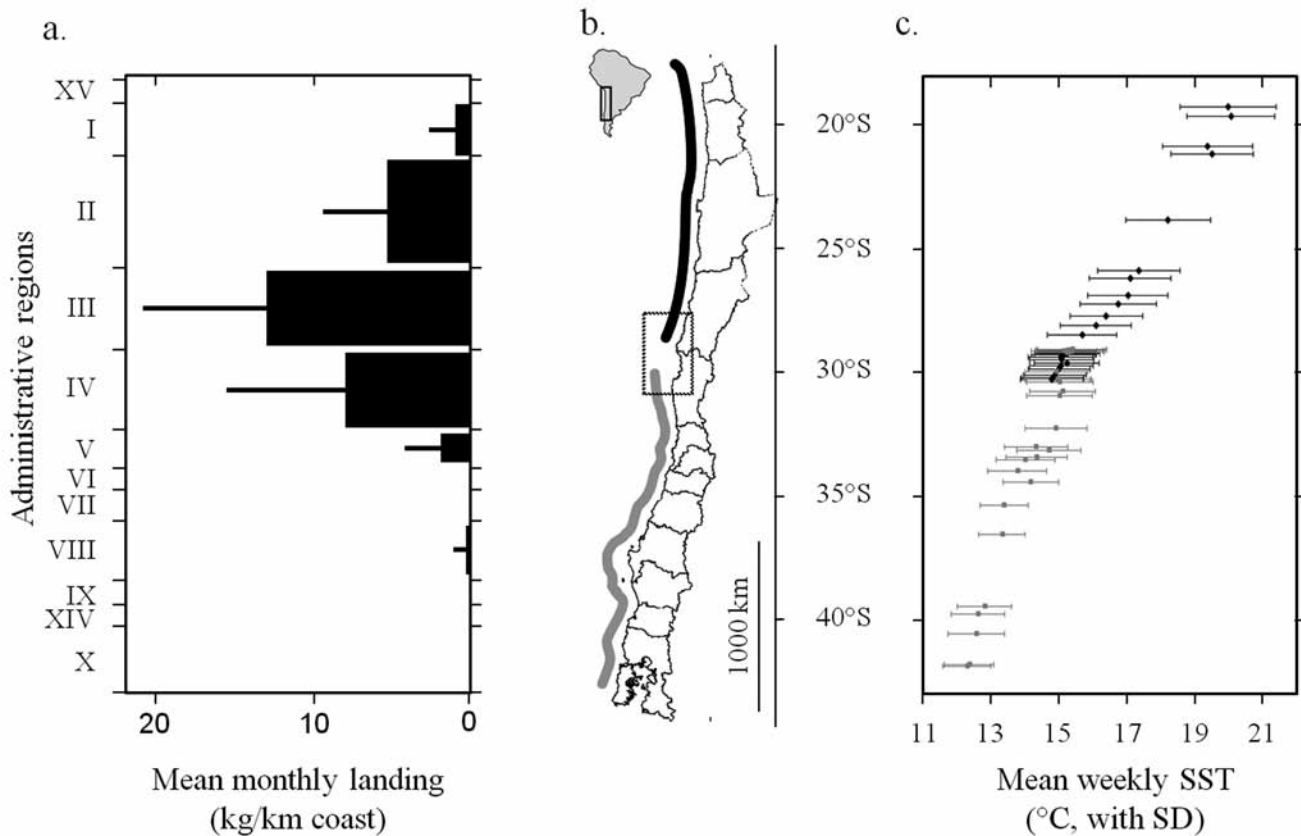 a.
XV
I
II
III
IV
V
VI
VII
VIII
IX
XIV
X
Administrative regions
20
10
0
Mean monthly landing
(kg/km coast)
b.
1000 km
20°S
25°S
30°S
35°S
40°S
c.
11
13
15
17
19
21
Mean weekly SST
(°C, with SD)